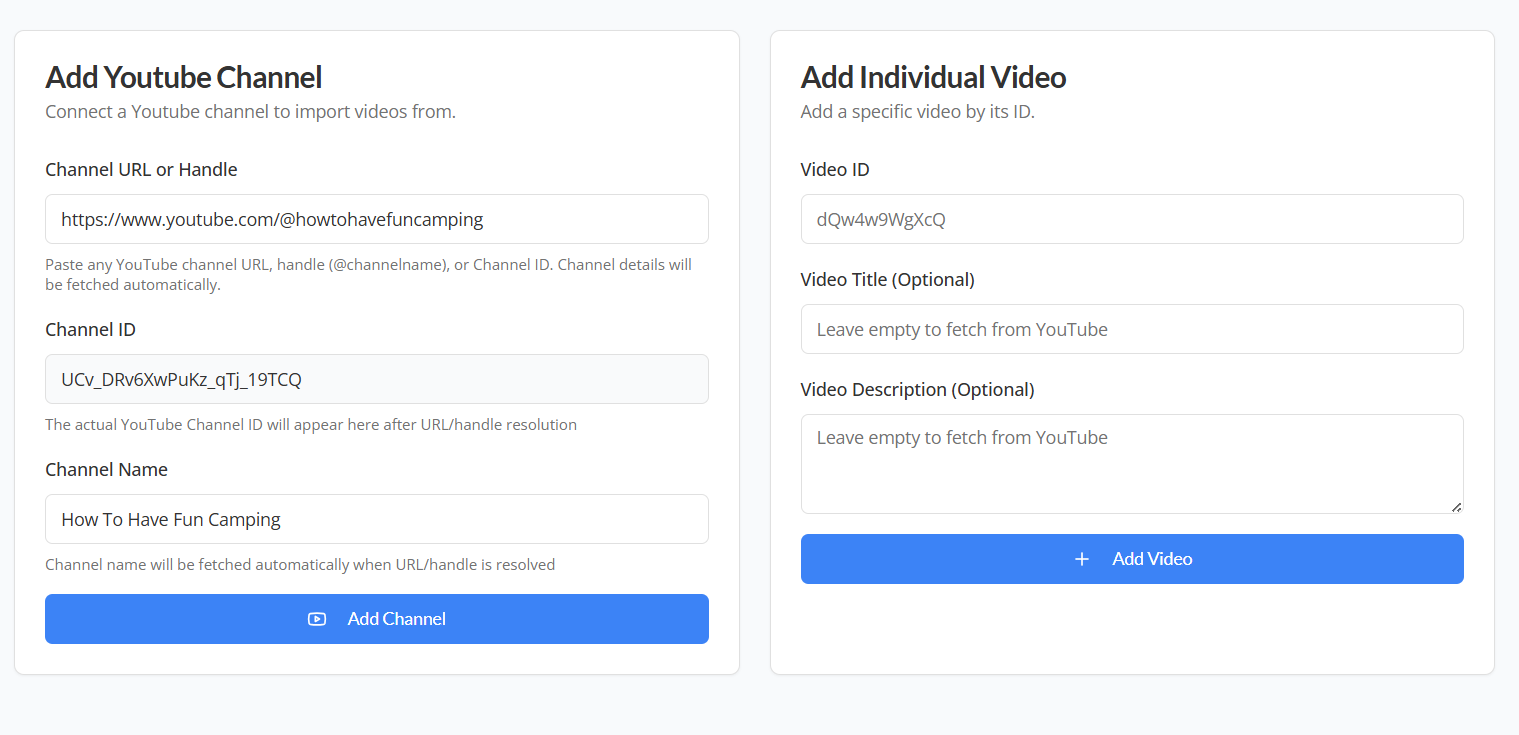 Add Youtube Channel
Connect a Youtube channel to import videos from.
Channel URL or Handle
https://www.youtube.com/@howtohavefuncamping
Paste any YouTube channel URL, handle (@channelname), or Channel ID. Channel details will
be fetched automatically.
Channel ID
UCv_DRv6XwPuKz_qTj_19TCQ
The actual YouTube Channel ID will appear here after URL/handle resolution
Channel Name
How To Have Fun Camping
Channel name will be fetched automatically when URL/handle is resolved
Add Channel
Add Individual Video
Add a specific video by its ID.
Video ID
dQw4w9WgXcQ
Video Title (Optional)
Leave empty to fetch from YouTube
Video Description (Optional)
Leave empty to fetch from YouTube
Add Video